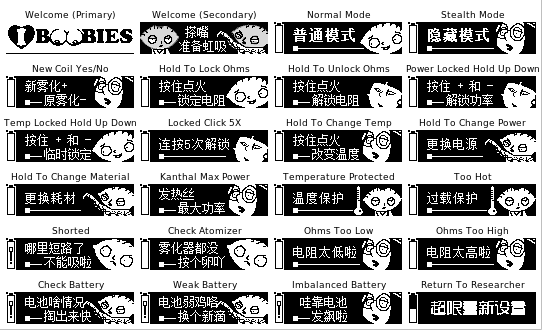 Welcome (Primary)
Welcome (Secondary)
Normal Mode
Stealth Mode
I BOOBIES
探嘴
准备虹吸
普通模式
隐藏模式
New Coil Yes/No
Hold To Lock Ohms
Hold To Unlock Ohms
Power Locked Hold Up Down
新雾化+
原雾化-
按住点火
锁定电阻
按住点火
解锁电阻
按住 + 和 -
解锁功率
Temp Locked Hold Up Down
Locked Click 5X
Hold To Change Temp
Hold To Change Power
按住 + 和 -
临时锁定
连按5次解锁
按住点火
改变温度
更换电源
Hold To Change Material
Kanthal Max Power
Temperature Protected
Too Hot
更换耗材
发热丝
最大功率
温度保护
过载保护
Shorted
Check Atomizer
Ohms Too Low
Ohms Too High
哪里短路了
不能吸啦
雾化器都没
按个卵吖
电阻太低啦
电阻太高啦
Check Battery
Weak Battery
Imbalanced Battery
Return To Researcher
电池啥情况
掏出来快
电池弱鸡咯
换个新滴
哇靠电池
发飙啦
超限重新设置